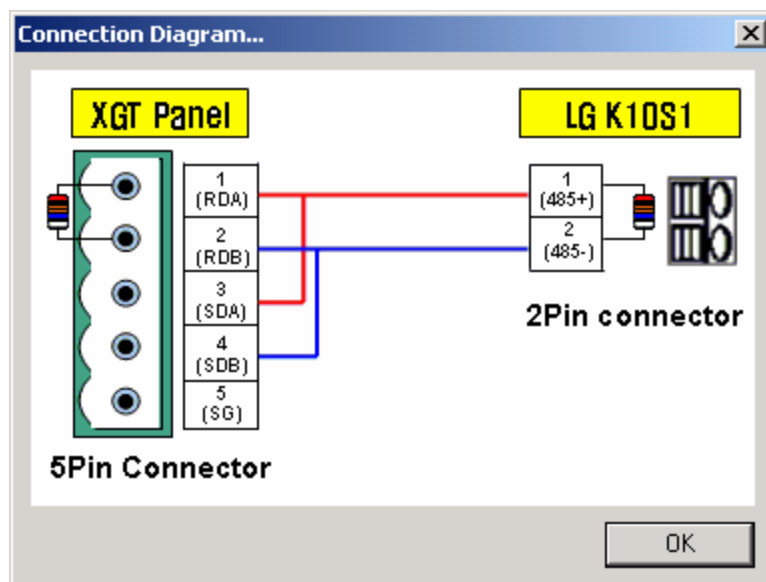 Connection Diagram...
XGT Panel
LG K10S1
1
(RDA)
2
(RDB)
3
(SDA)
4
(SDB)
5
(SG)
1
(485+)
2
(485-)
2Pin connector
5Pin Connector
OK